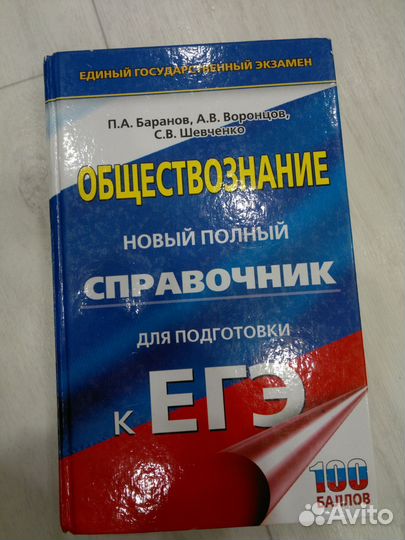 ЕДИНЫЙ ГОСУДАРСТВЕННЫЙ ЭКЗАМЕН
П.А. Баранов, А.В. Воронцов,
С.В. Шевченко
ОБЩЕСТВОЗНАНИЕ
НОВЫЙ ПОЛНЫЙ
СПРАВОЧНИК
ДЛЯ ПОДГОТОВКИ
к ЕГЭ
100
БАЛЛОВ
Avito